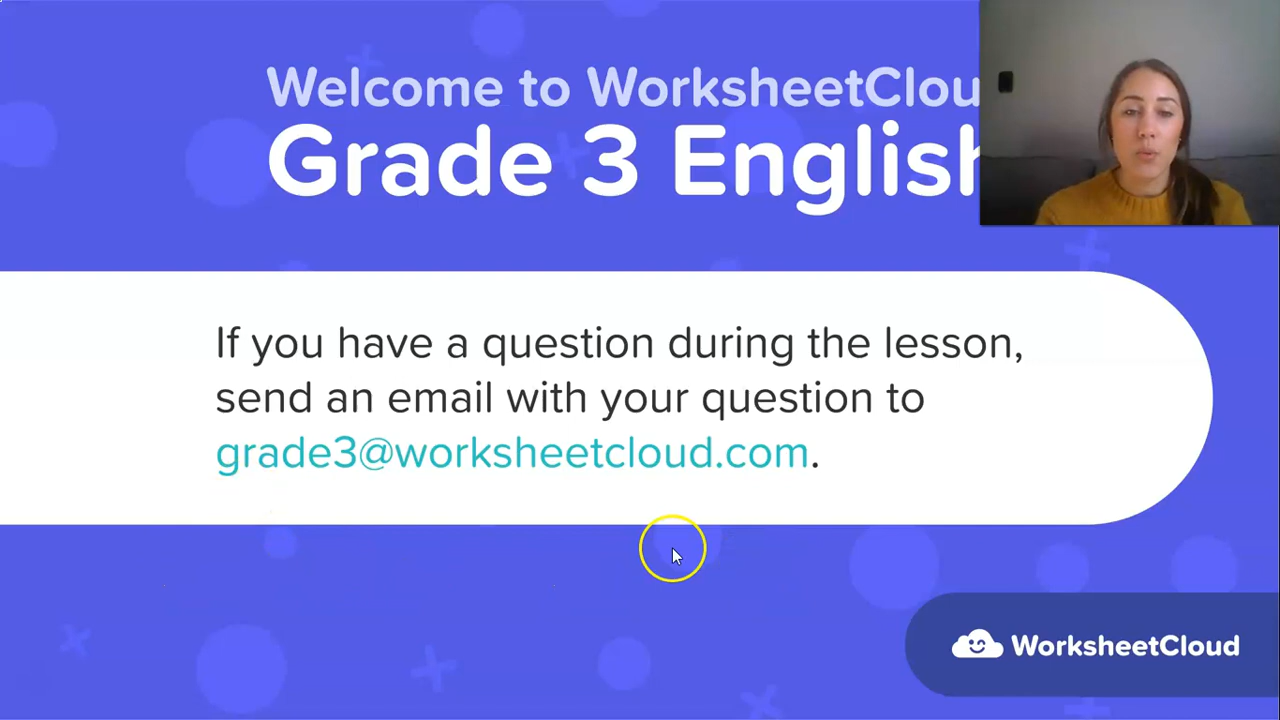 Welcome to WorksheetClou
Grade 3 English
If you have a question during the lesson,
send an email with your question to
grade3@worksheetcloud.com.
WorksheetCloud